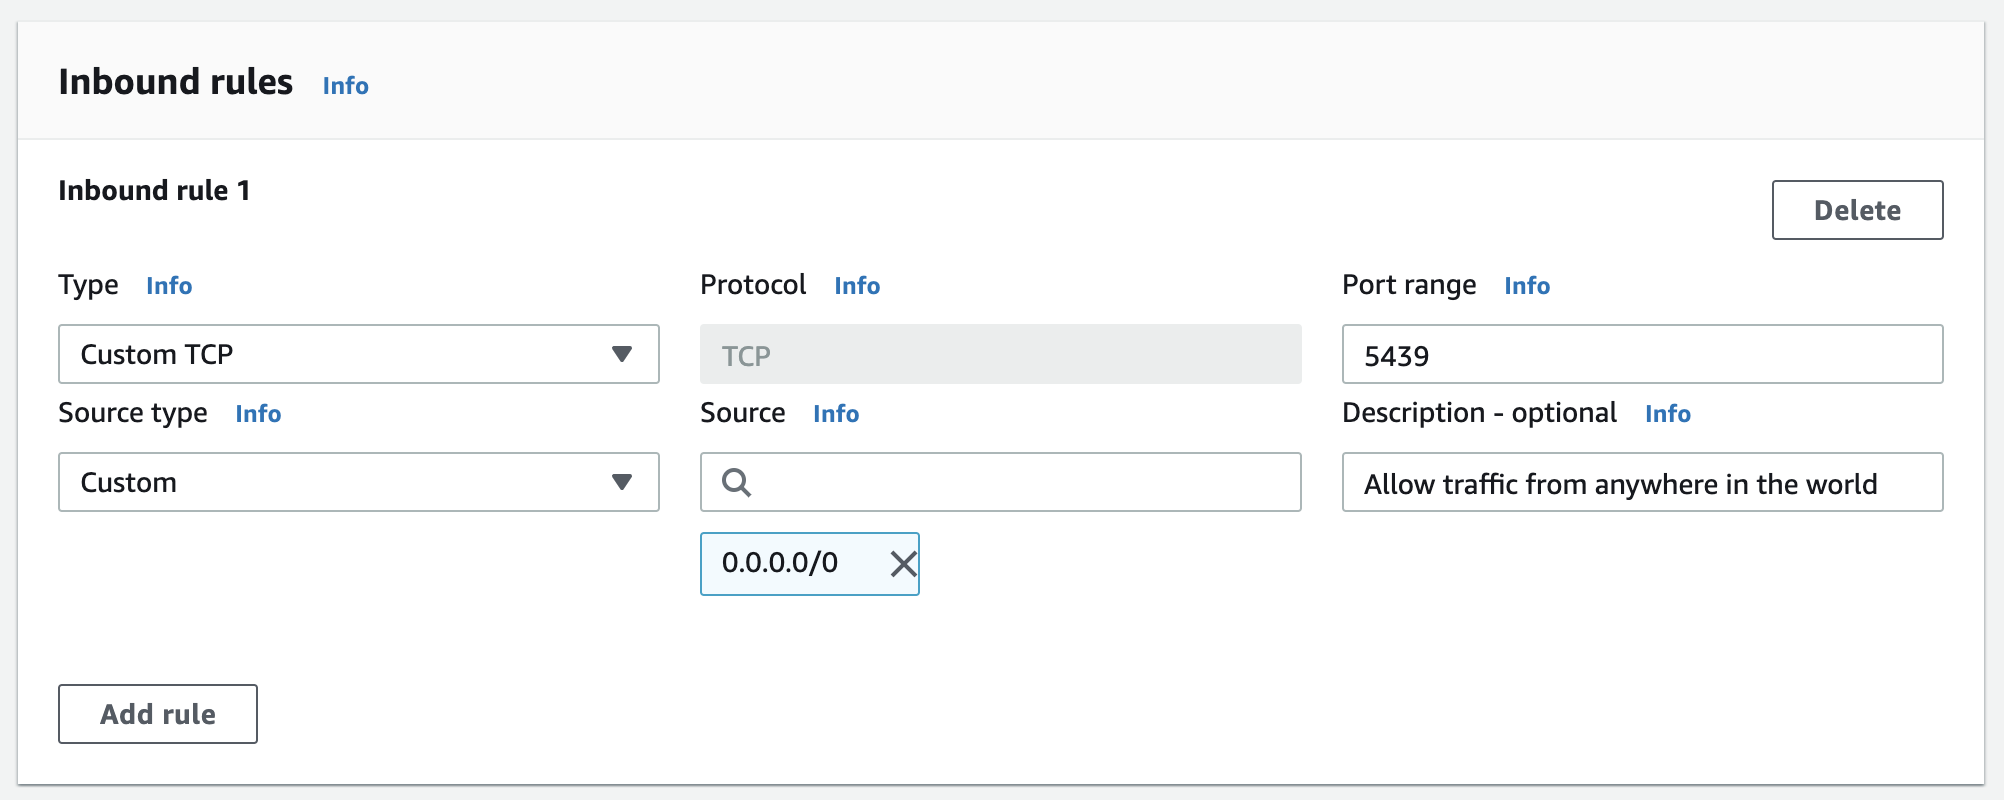 Inbound rules Info
Inbound rule 1
Delete
Type Info
Protocol Info
Port range Info
Custom TCP
TCP
5439
Source type Info
Source Info
Description - optional Info
Custom
Allow traffic from anywhere in the world
0.0.0.0/0
Add rule